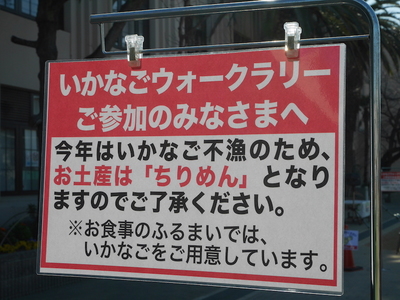 いかなごウォークラリー
ご参加のみなさまへ
今年はいかなご不漁のため、
お土産は「ちりめん」となり
ますのでご了承ください。
※お食事のふるまいでは、
いかなごをご用意しています。